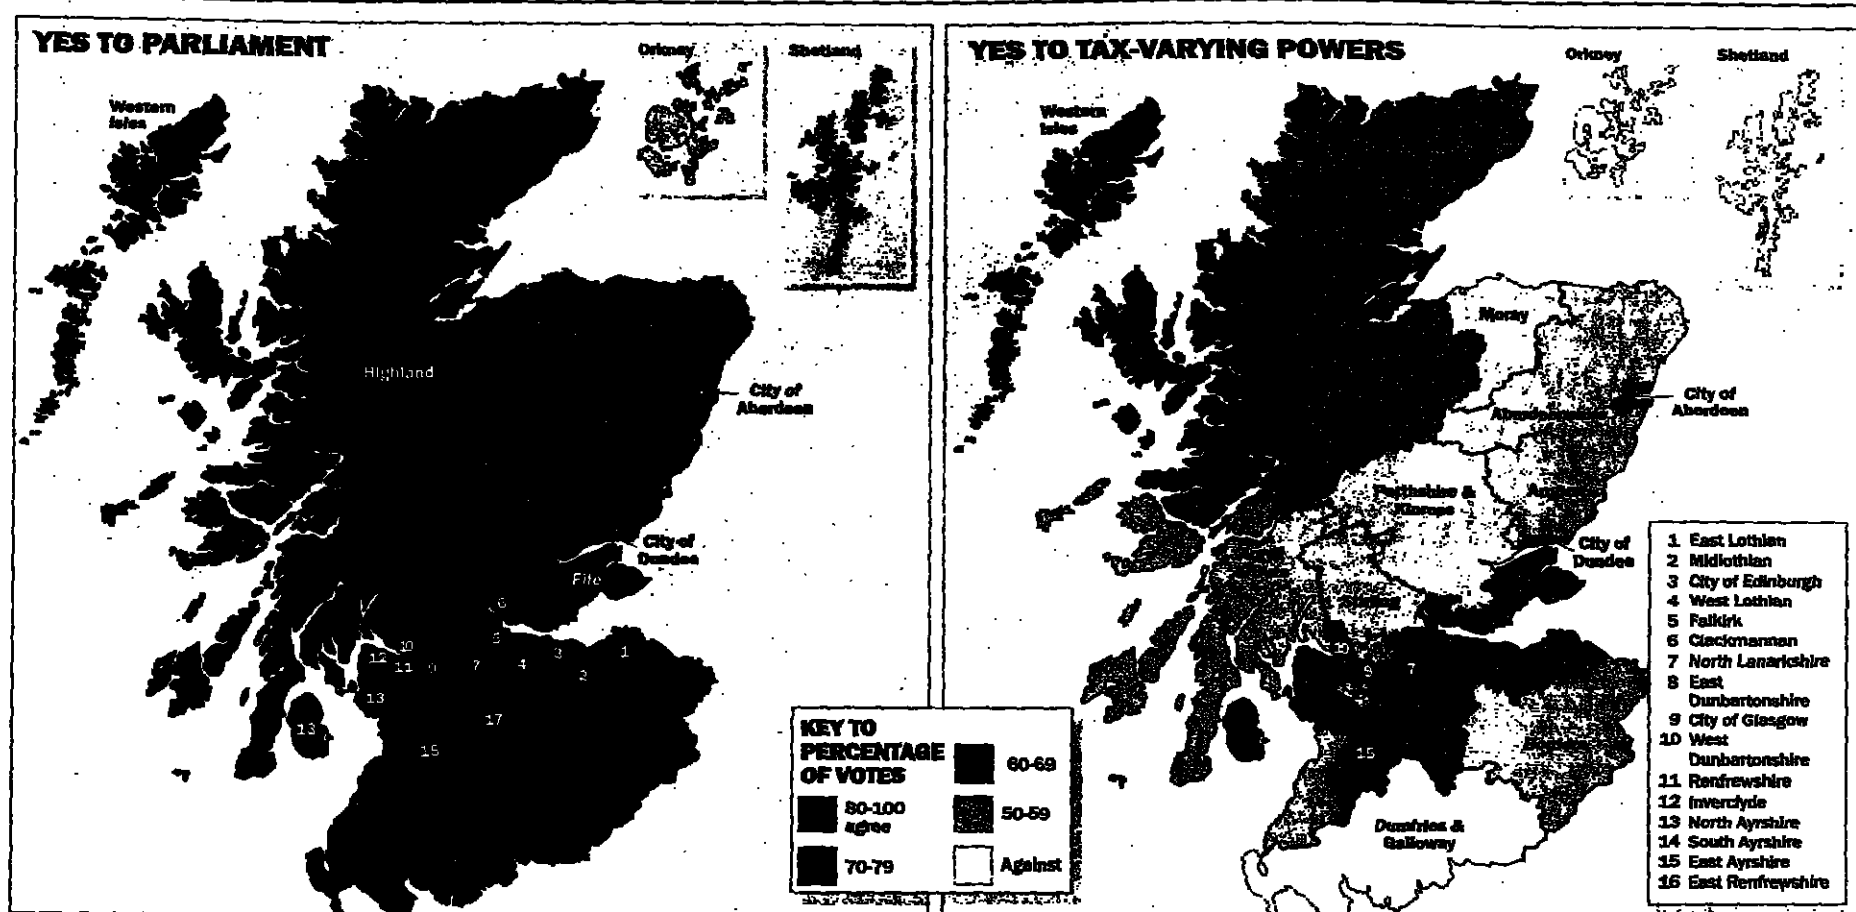 YES TO PARLIAMENT
Orkney
Shetland
Western
Isles
Highland
City of
Aberdeen
City of
Dundee
Fife
6
5
10
12
11
9
7
4
3
2
1
13
13
17
15
YES TO TAX-VARYING POWERS
Orkney
Shetland
Western
Isles
Moray
City of
Aberdeen
Perthshire &
Kinross
City of
Dundee
7
15
Dumfries &
Galloway
KEY TO
PERCENTAGE
OF VOTES
80-100
agree
70-79
60-69
50-59
Against
1 East Lothian
2 Midlothian
3 City of Edinburgh
4 West Lothian
5 Falkirk
6 Clackmannan
7 North Lanarkshire
8 East
Dunbartonshire
9 City of Glasgow
10 West
Dunbartonshire
11 Renfrewshire
12 Inverclyde
13 North Ayrshire
14 South Ayrshire
15 East Ayrshire
16 East Renfrewshire